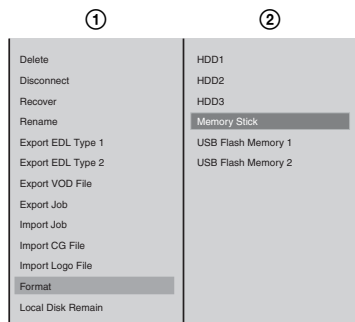 1
2
Delete
Disconnect
Recover
Rename
Export EDL Type 1
Export EDL Type 2
Export VOD File
Export Job
Import Job
Import CG File
Import Logo File
Format
Local Disk Remain
HDD1
HDD2
HDD3
Memory Stick
USB Flash Memory 1
USB Flash Memory 2